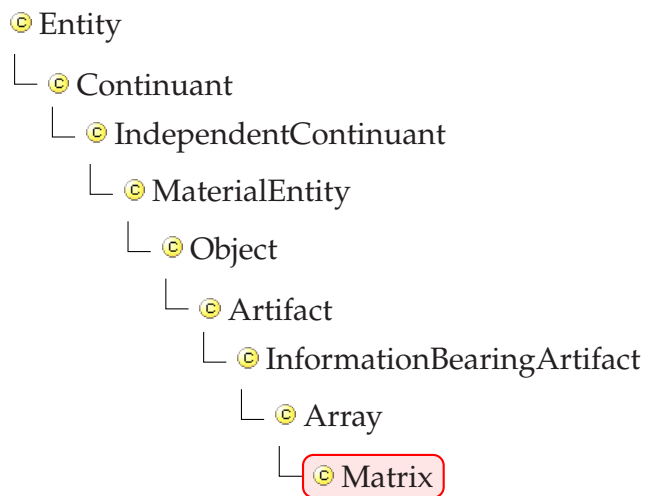 Entity
Continuant
IndependentContinuant
MaterialEntity
Object
Artifact
InformationBearingArtifact
Array
Matrix